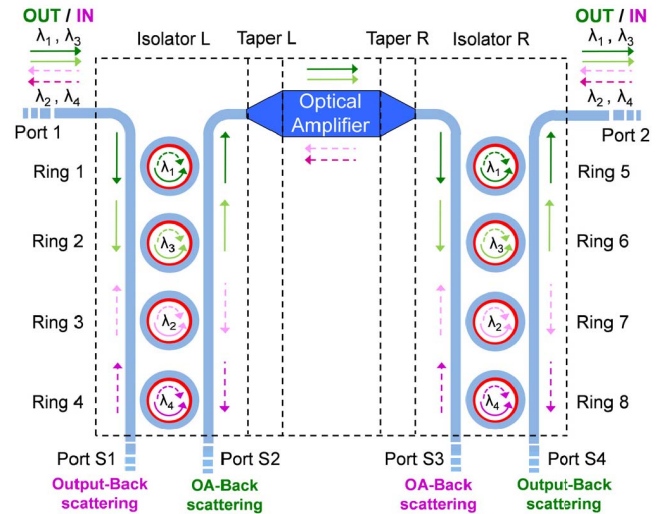 OUT / IN
OUT / IN
λ1 , λ3
Isolator L
Taper L
Taper R
Isolator R
λ1 , λ3
λ2 , λ4
λ2 , λ4
Port 1
Optical
Amplifier
Port 2
Ring 1
λ1
λ1
Ring 5
Ring 2
λ3
λ3
Ring 6
Ring 3
λ2
λ2
Ring 7
Ring 4
λ4
λ4
Ring 8
Port S1
Port S2
Port S3
Port S4
Output-Back
scattering
OA-Back
scattering
OA-Back
scattering
Output-Back
scattering